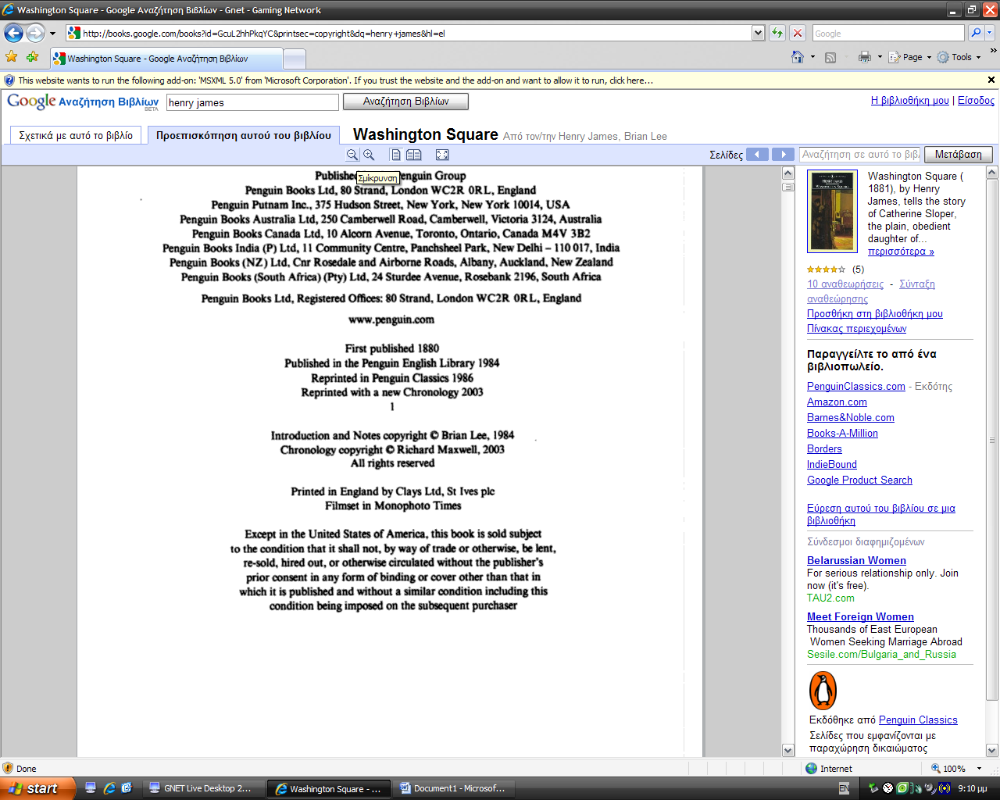 Washington Square - Google Αναζήτηση Βιβλίων - Gnet - Gaming Network
http://books.google.com/books?id=GcuL2hhPkqYC&printsec=copyright&dq=henry+james&hl=el
Google
Washington Square - Google Αναζήτηση Βιβλίων
Page
Tools
This website wants to run the following add-on: 'MSXML 5.0' from 'Microsoft Corporation'. If you trust the website and the add-on and want to allow it to run, click here...
Google Αναζήτηση Βιβλίων
BETA
henry james
Αναζήτηση Βιβλίων
Η βιβλιοθήκη μου | Είσοδος
Σχετικά με αυτό το βιβλίο
Προεπισκόπηση αυτού του βιβλίου
Washington Square Από τον/την Henry James, Brian Lee
Σελίδες
Αναζήτηση σε αυτό το βιβλ
Μετάβαση
Σμίκρυνση
Penguin Group
Penguin Books Ltd, 80 Strand, London WC2R 0RL, England
Penguin Putnam Inc., 375 Hudson Street, New York, New York 10014, USA
Penguin Books Australia Ltd, 250 Camberwell Road, Camberwell, Victoria 3124, Australia
Penguin Books Canada Ltd, 10 Alcorn Avenue, Toronto, Ontario, Canada M4V 3B2
Penguin Books India (P) Ltd, 11 Community Centre, Panchsheel Park, New Delhi – 110 017, India
Penguin Books (NZ) Ltd, Cnr Rosedale and Airborne Roads, Albany, Auckland, New Zealand
Penguin Books (South Africa) (Pty) Ltd, 24 Sturdee Avenue, Rosebank 2196, South Africa
Penguin Books Ltd, Registered Offices: 80 Strand, London WC2R 0RL, England
www.penguin.com
First published 1880
Published in the Penguin English Library 1984
Reprinted in Penguin Classics 1986
Reprinted with a new Chronology 2003
1
Introduction and Notes copyright © Brian Lee, 1984
Chronology copyright © Richard Maxwell, 2003
All rights reserved
Printed in England by Clays Ltd, St Ives plc
Filmset in Monophoto Times
Except in the United States of America, this book is sold subject
to the condition that it shall not, by way of trade or otherwise, be lent,
re-sold, hired out, or otherwise circulated without the publisher's
prior consent in any form of binding or cover other than that in
which it is published and without a similar condition including this
condition being imposed on the subsequent purchaser
HENRY JAMES
Washington Square
Washington Square (
1881), by Henry
James, tells the story
of Catherine Sloper,
the plain, obedient
daughter of...
περισσότερα »
(5)
10 αναθεωρήσεις - Σύνταξη
αναθεώρησης
Προσθήκη στη βιβλιοθήκη μου
Πίνακας περιεχομένων
Παραγγείλτε το από ένα
βιβλιοπωλείο.
PenguinClassics.com - Εκδότης
Amazon.com
Barnes&Noble.com
Books-A-Million
Borders
IndieBound
Google Product Search
Εύρεση αυτού του βιβλίου σε μια
βιβλιοθήκη
Σύνδεσμοι διαφημιζομένων
Belarussian Women
For serious relationship only. Join
now (it's free).
TAU2.com
Meet Foreign Women
Thousands of East European
Women Seeking Marriage Abroad
Sesile.com/Bulgaria_and_Russia
Εκδόθηκε από Penguin Classics
Σελίδες που εμφανίζονται με
παραχώρηση δικαιώματος
Done
Internet
100%
start
GNET Live Desktop 2...
Washington Square - ...
Document1 - Microsof...
EN
9:10 μμ